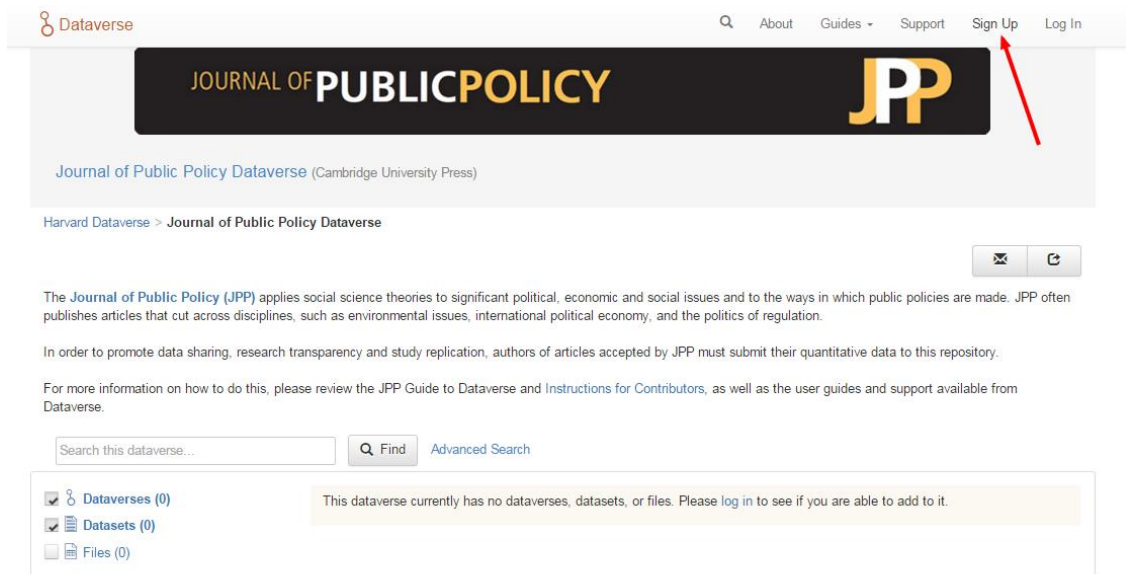 Dataverse
About Guides Support Sign Up Log In
JOURNAL OF PUBLICPOLICY JPP
Journal of Public Policy Dataverse (Cambridge University Press)
Harvard Dataverse > Journal of Public Policy Dataverse
The Journal of Public Policy (JPP) applies social science theories to significant political, economic and social issues and to the ways in which public policies are made. JPP often
publishes articles that cut across disciplines, such as environmental issues, international political economy, and the politics of regulation.
In order to promote data sharing, research transparency and study replication, authors of articles accepted by JPP must submit their quantitative data to this repository.
For more information on how to do this, please review the JPP Guide to Dataverse and Instructions for Contributors, as well as the user guides and support available from
Dataverse.
Search this dataverse... Find Advanced Search
Dataverses (0)
This dataverse currently has no dataverses, datasets, or files. Please log in to see if you are able to add to it.
Datasets (0)
Files (0)